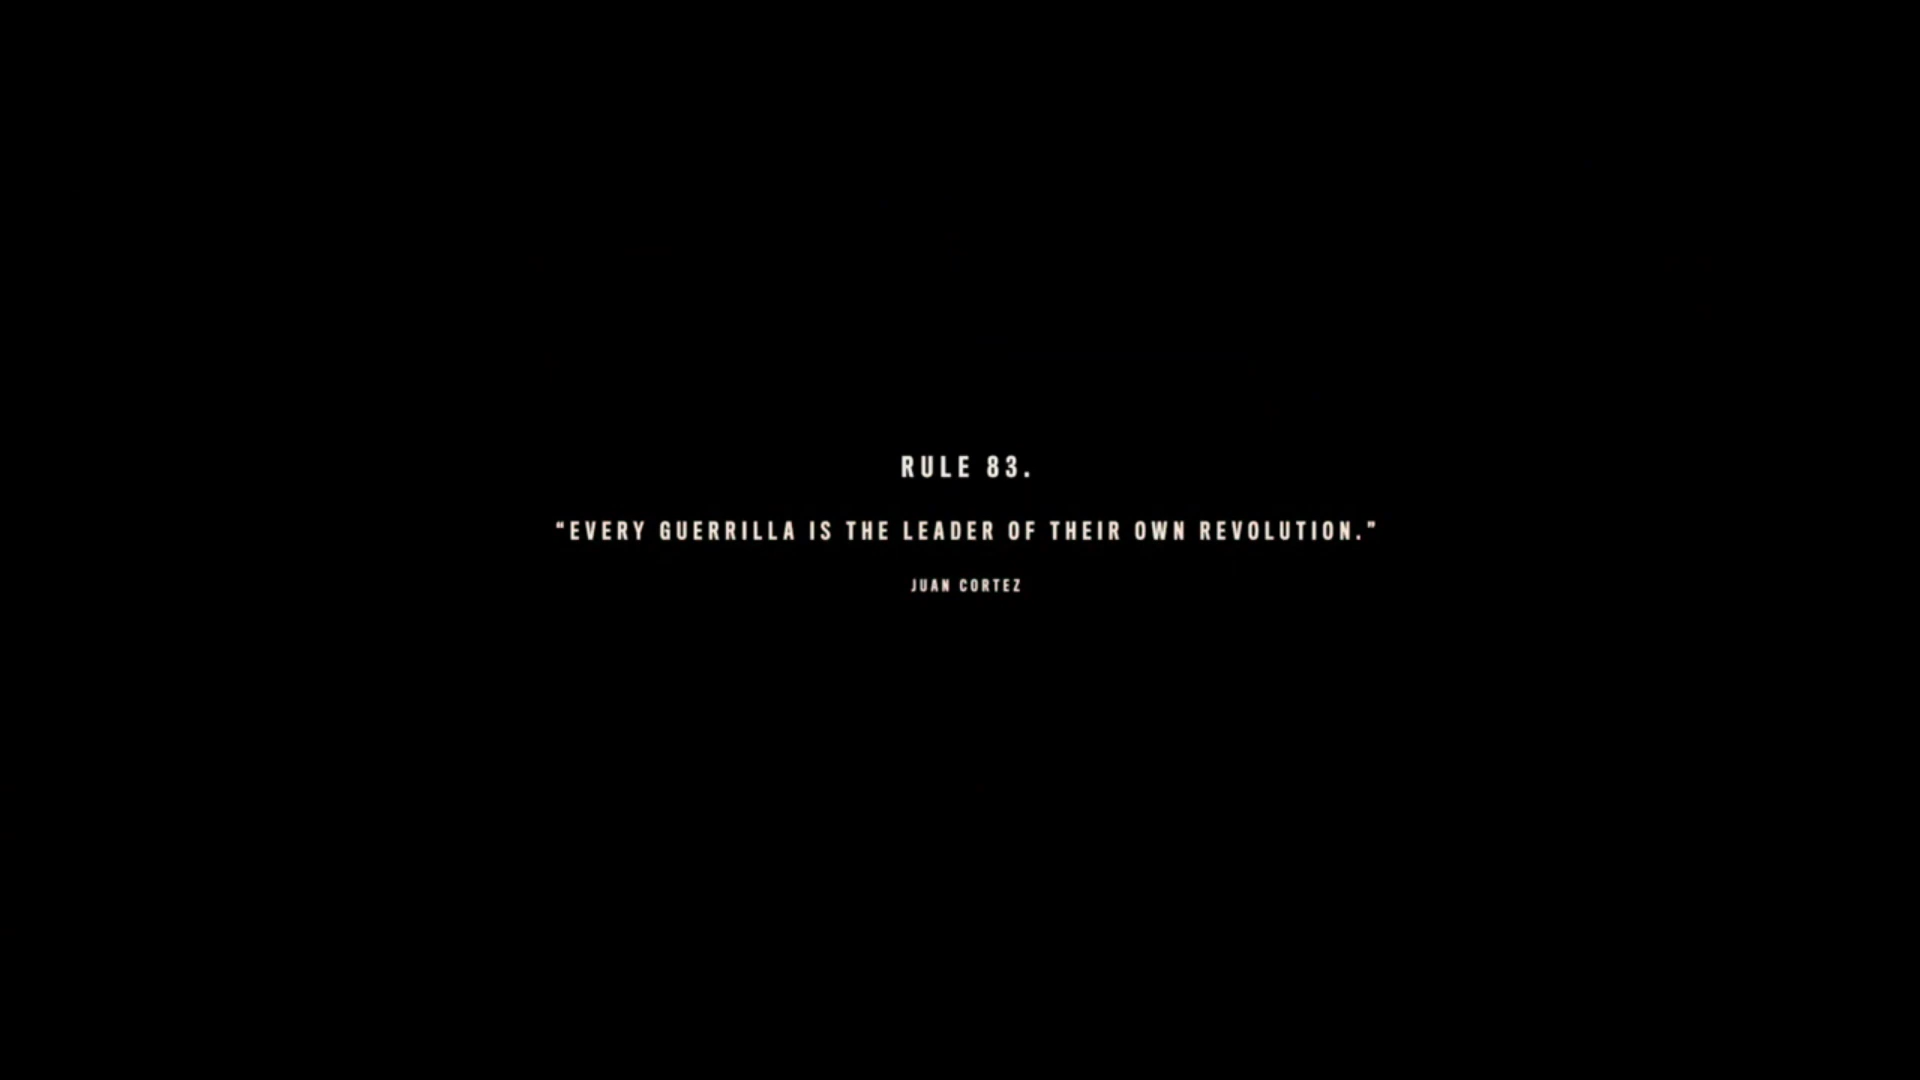 RULE 83.
“EVERY GUERRILLA IS THE LEADER OF THEIR OWN REVOLUTION.”
JUAN CORTEZ